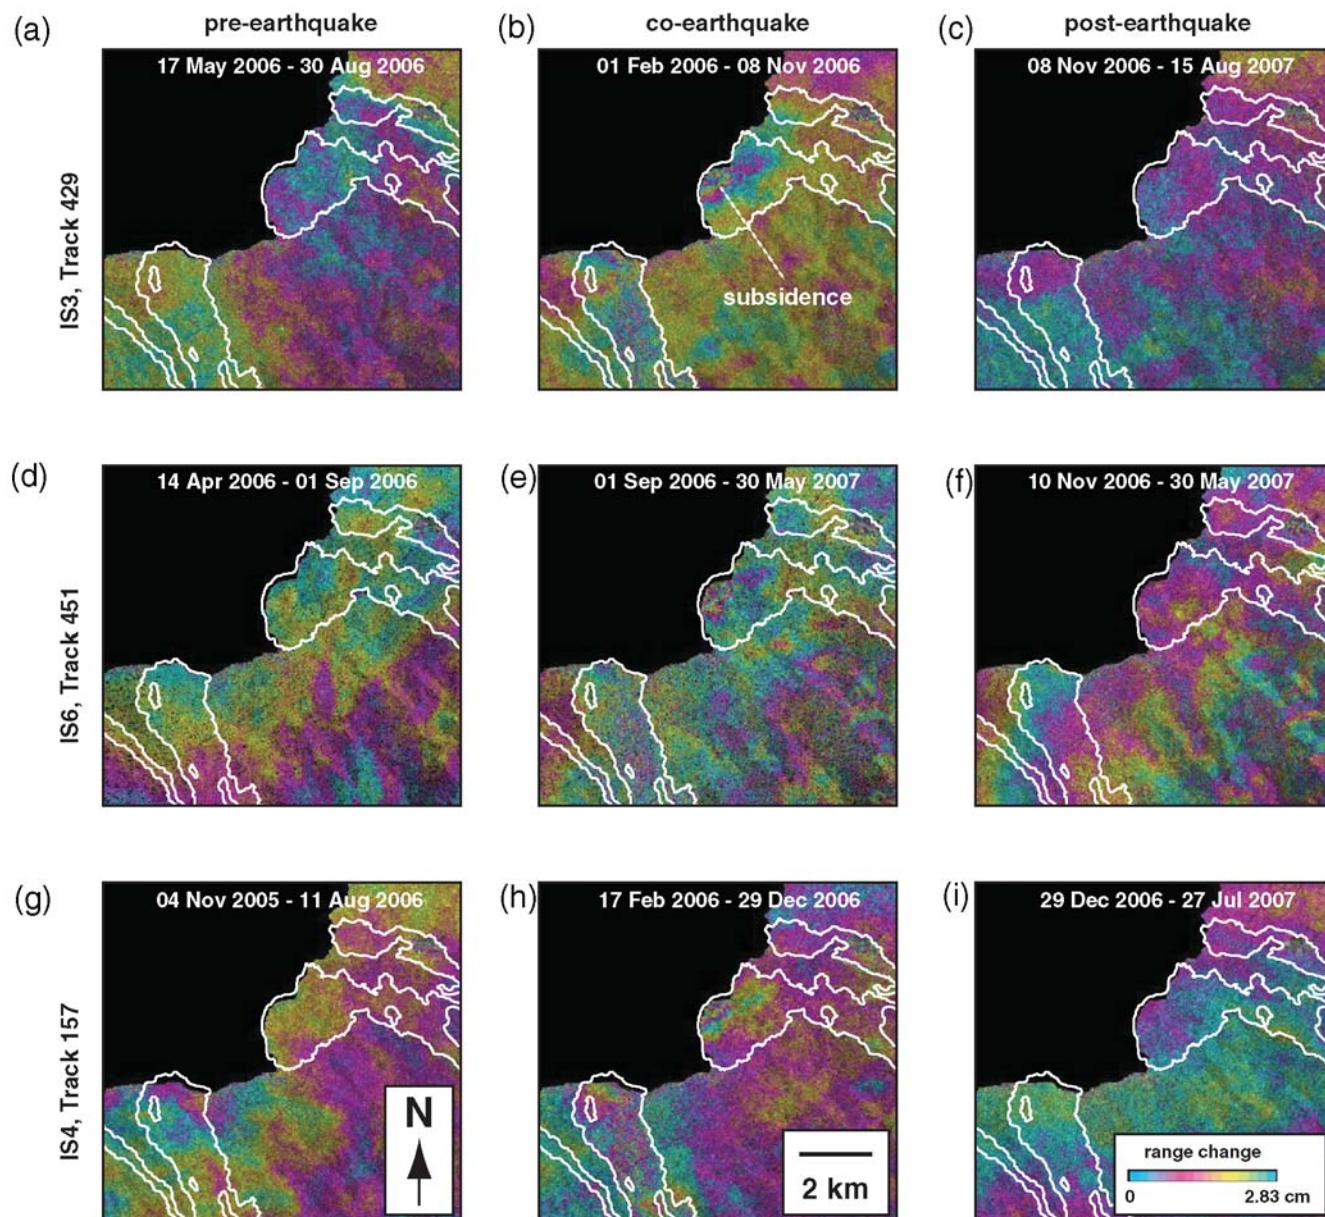 (a) pre-earthquake (b) co-earthquake (c) post-earthquake
17 May 2006 - 30 Aug 2006 01 Feb 2006 - 08 Nov 2006 08 Nov 2006 - 15 Aug 2007
IS3, Track 429
subsidence
(d) (e) (f)
14 Apr 2006 - 01 Sep 2006 01 Sep 2006 - 30 May 2007 10 Nov 2006 - 30 May 2007
IS6, Track 451
(g) (h) (i)
04 Nov 2005 - 11 Aug 2006 17 Feb 2006 - 29 Dec 2006 29 Dec 2006 - 27 Jul 2007
IS4, Track 157
N
2 km
range change
0 2.83 cm